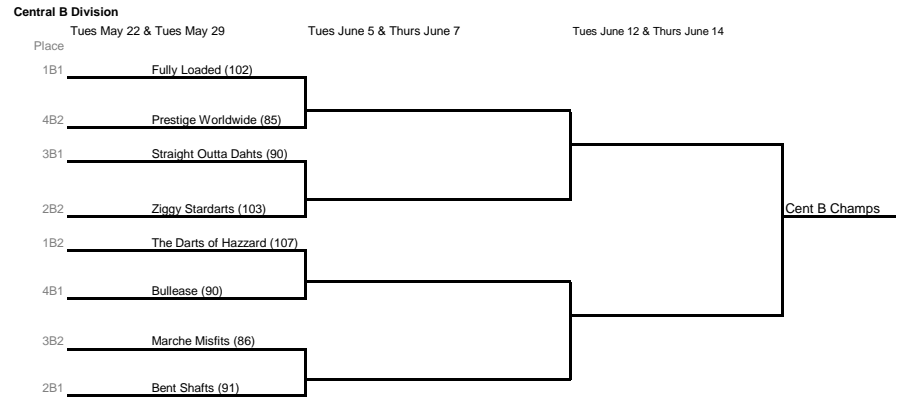 Central B Division
Tues May 22 & Tues May 29 Tues June 5 & Thurs June 7 Tues June 12 & Thurs June 14
Place
1B1 Fully Loaded (102)
4B2 Prestige Worldwide (85)
3B1 Straight Outta Dahts (90)
2B2 Ziggy Stardarts (103)
Cent B Champs
1B2 The Darts of Hazzard (107)
4B1 Bullease (90)
3B2 Marche Misfits (86)
2B1 Bent Shafts (91)